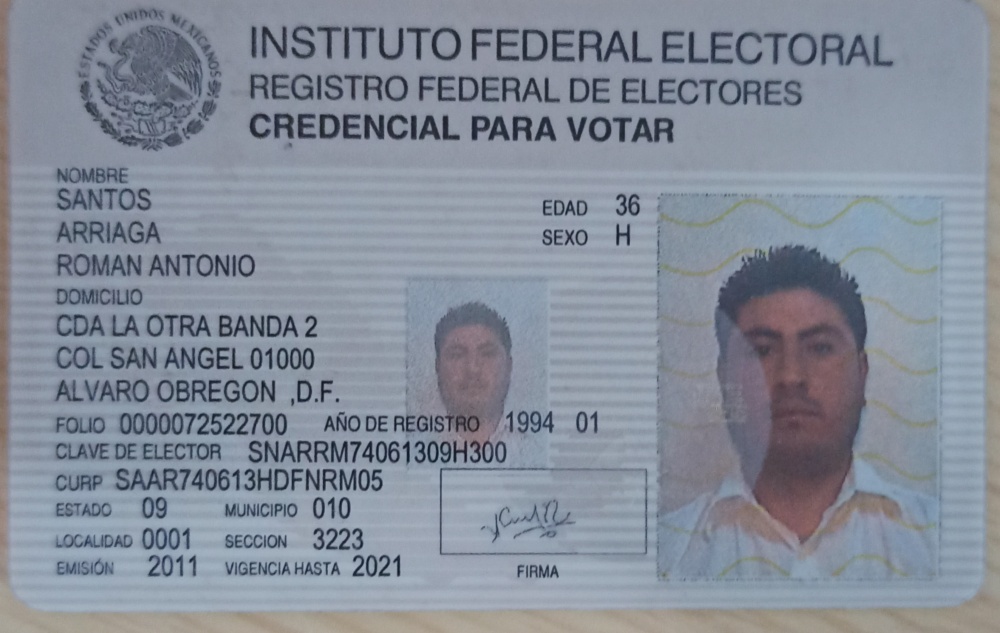 ESTADOS UNIDOS MEXICANOS
INSTITUTO FEDERAL ELECTORAL
REGISTRO FEDERAL DE ELECTORES
CREDENCIAL PARA VOTAR
NOMBRE
SANTOS
ARRIAGA
ROMAN ANTONIO
EDAD 36
SEXO H
DOMICILIO
CDA LA OTRA BANDA 2
COL SAN ANGEL 01000
ALVARO OBREGON ,D.F.
FOLIO 0000072522700 AÑO DE REGISTRO 1994 01
CLAVE DE ELECTOR SNARRM74061309H300
CURP SAAR740613HDFNRM05
ESTADO 09 MUNICIPIO 010
LOCALIDAD 0001 SECCION 3223
EMISIÓN 2011 VIGENCIA HASTA 2021
FIRMA